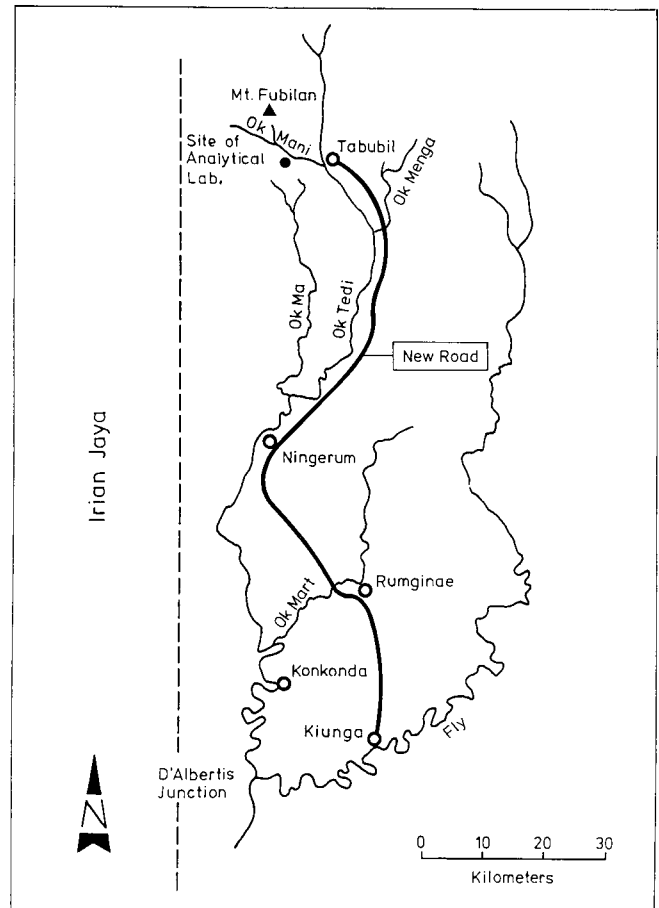 Mt. Fubilan
Ok Mani
Tabubil
Site of
Analytical
Lab.
Ok Menga
Ok Ma
Ok Tedi
New Road
Irian Jaya
Ningerum
Rumginae
Ok Mart
Konkonda
Kiunga
Fly
D'Albertis
Junction
N
0 10 20 30
Kilometers